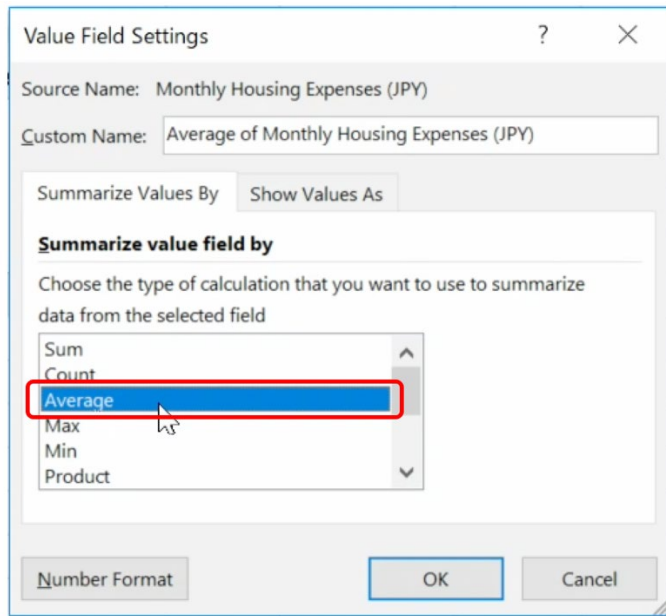 Value Field Settings ?
Source Name: Monthly Housing Expenses (JPY)
Custom Name: Average of Monthly Housing Expenses (JPY)
Summarize Values By Show Values As
Summarize value field by
Choose the type of calculation that you want to use to summarize
data from the selected field
Sum
Count
Average
Max
Min
Product
Number Format OK Cancel